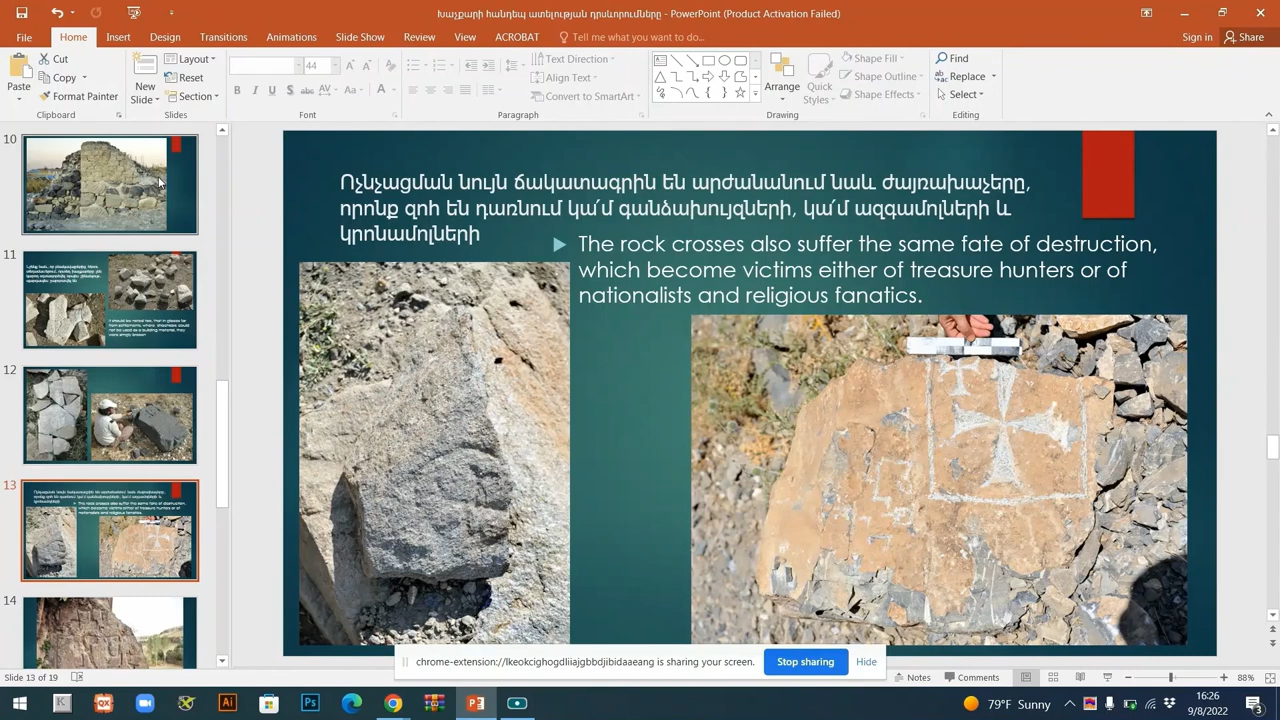 Խաչքարի հանդեպ ատելության դրսևորումները - PowerPoint (Product Activation Failed)
File Home Insert Design Transitions Animations Slide Show Review View ACROBAT Tell me what you want to do... Sign in Share
Paste
Cut
Copy
Format Painter
Clipboard
New Slide
Layout
Reset
Section
Slides
44
B I U S abc AV Aa A
Font
Text Direction
Align Text
Convert to SmartArt
Paragraph
Arrange
Quick Styles
Shape Fill
Shape Outline
Shape Effects
Drawing
Find
Replace
Select
Editing
10
11
12
13
14
Ոչնչացման նույն ճակատագրին են արժանանում նաև ժայռախաչերը,
որոնք զոհ են դառնում կա՛մ գանձախույզների, կա՛մ ազգամոլների և
կրոնամոլների
The rock crosses also suffer the same fate of destruction,
which become victims either of treasure hunters or of
nationalists and religious fanatics.
chrome-extension://lkeokcighogdliiajgbbdjibidaaeang is sharing your screen. Stop sharing Hide
Slide 13 of 19 Notes Comments 88%
79°F Sunny
16:26
9/8/2022
3